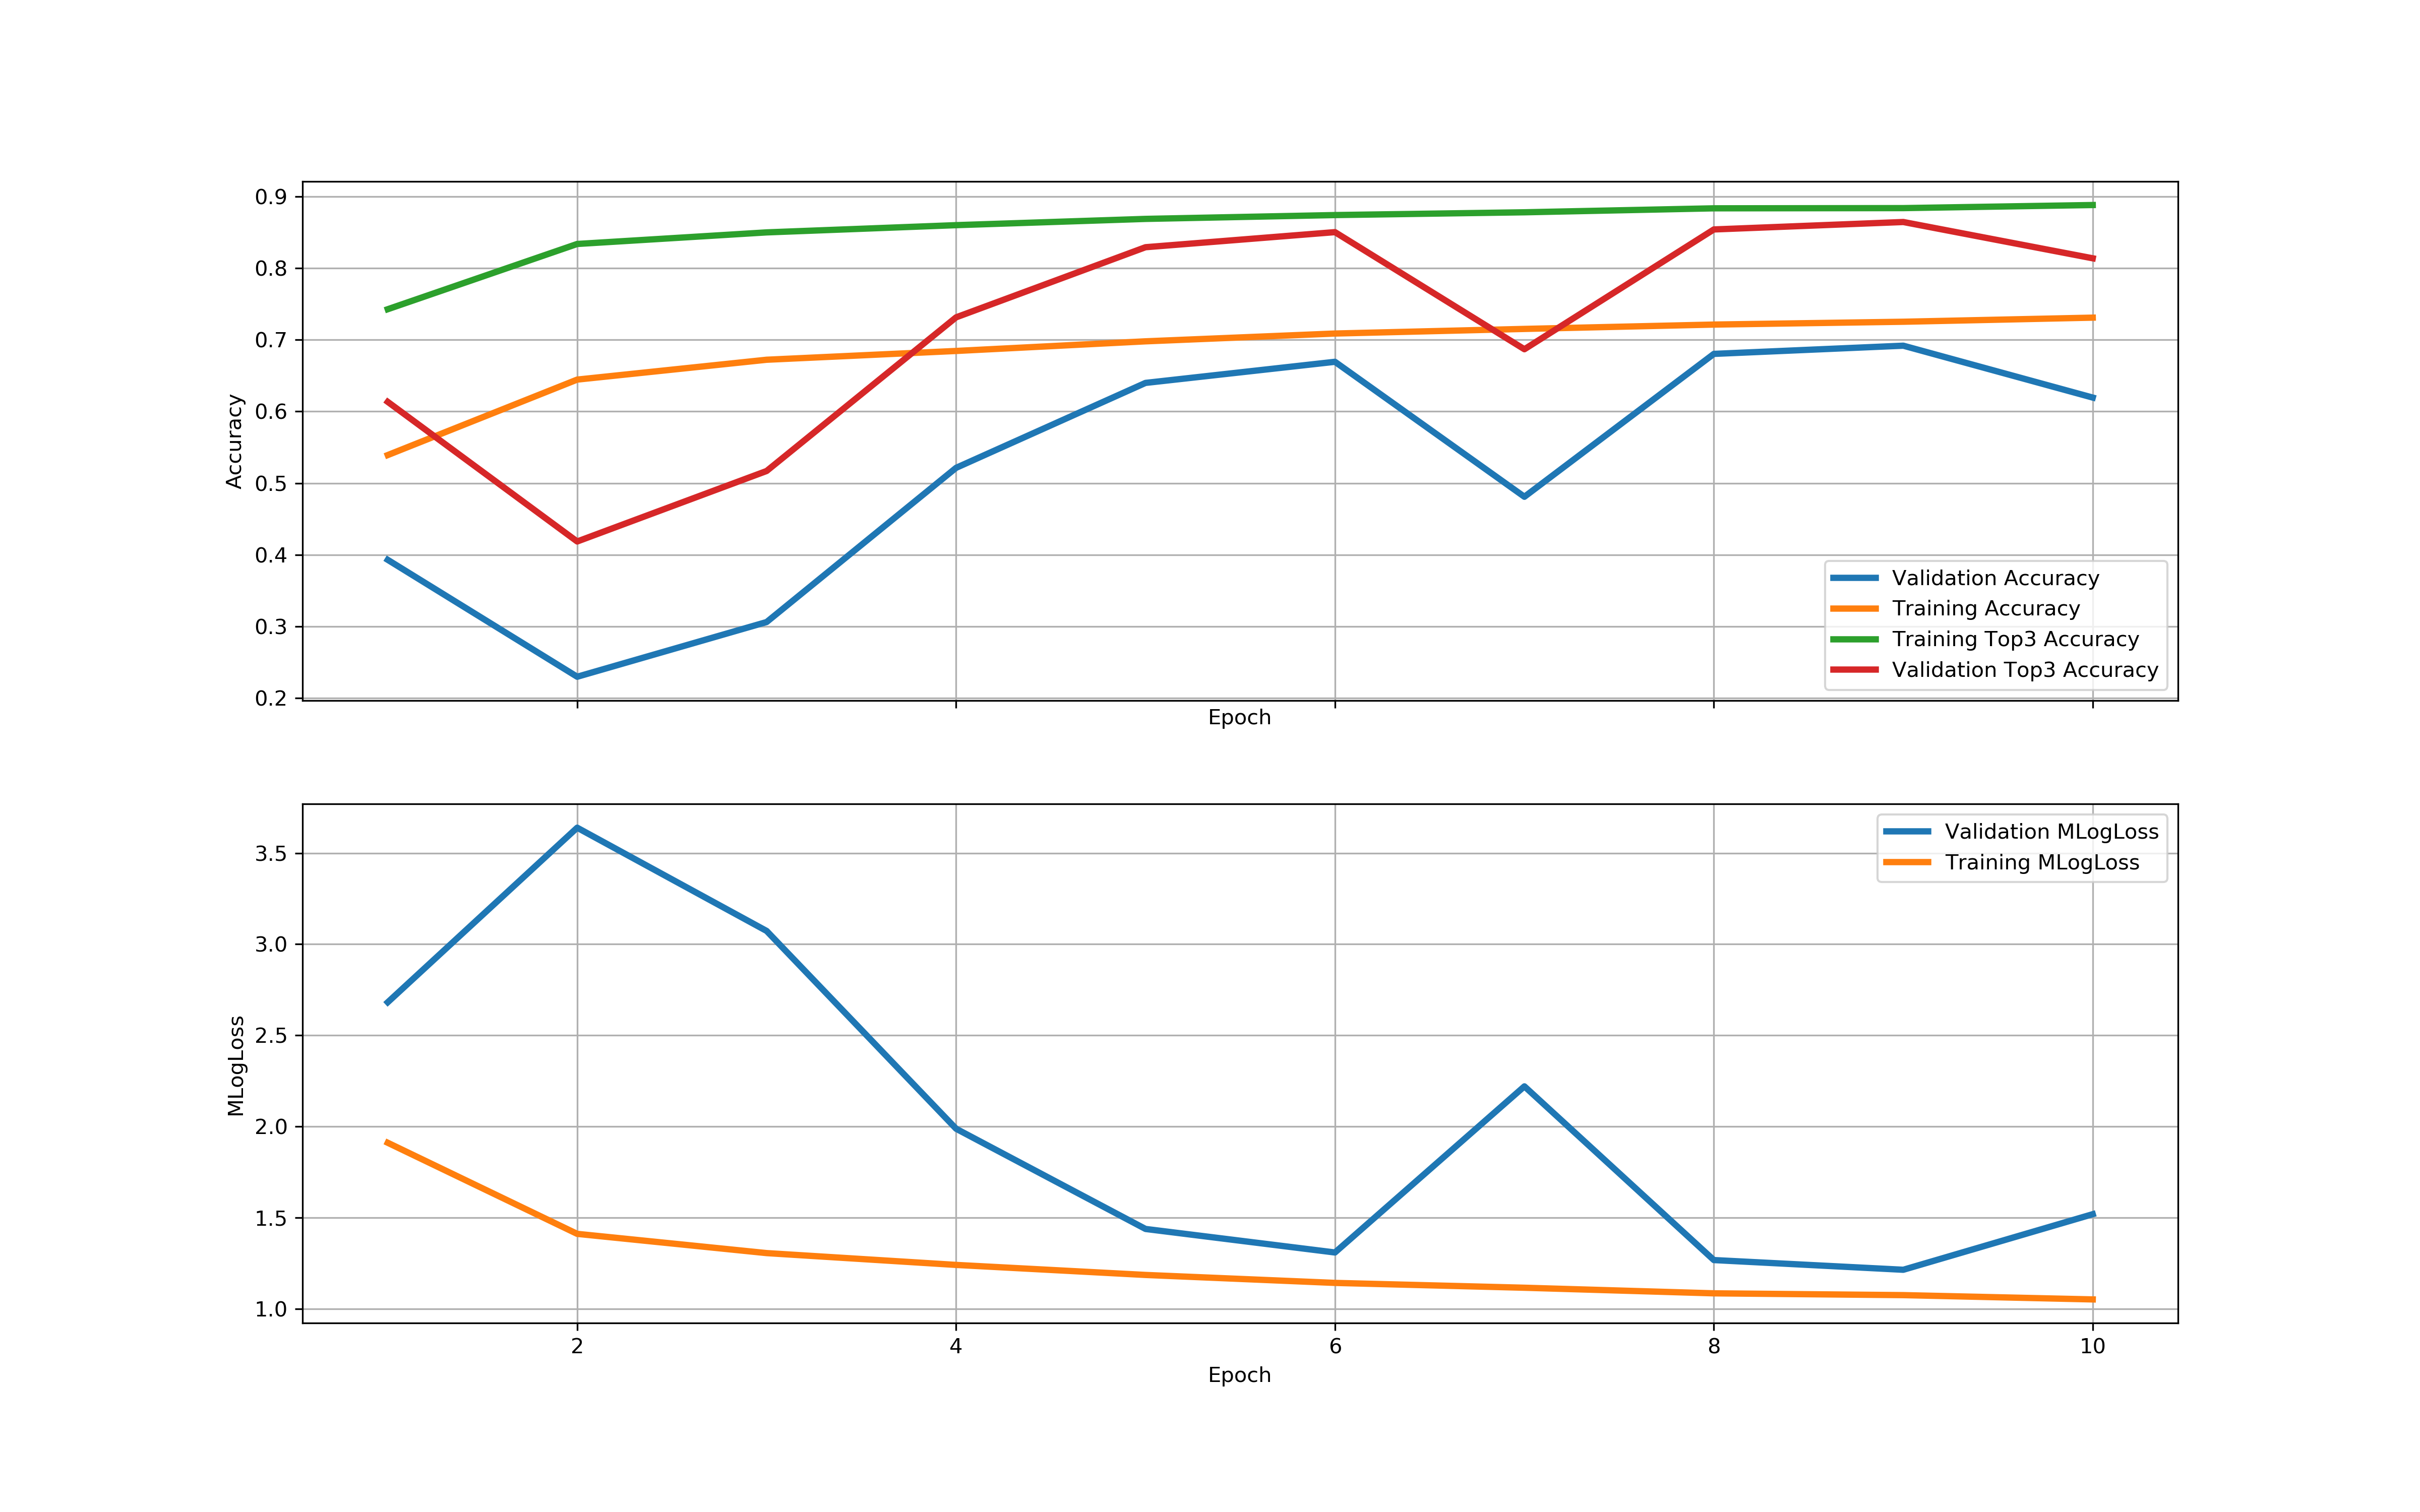 0.9
0.8
0.7
0.6
0.5
0.4
0.3
0.2
Accuracy
Validation Accuracy
Training Accuracy
Training Top3 Accuracy
Validation Top3 Accuracy
Epoch
3.5
3.0
2.5
2.0
1.5
1.0
MLogLoss
Validation MLogLoss
Training MLogLoss
2 4 6 8 10
Epoch